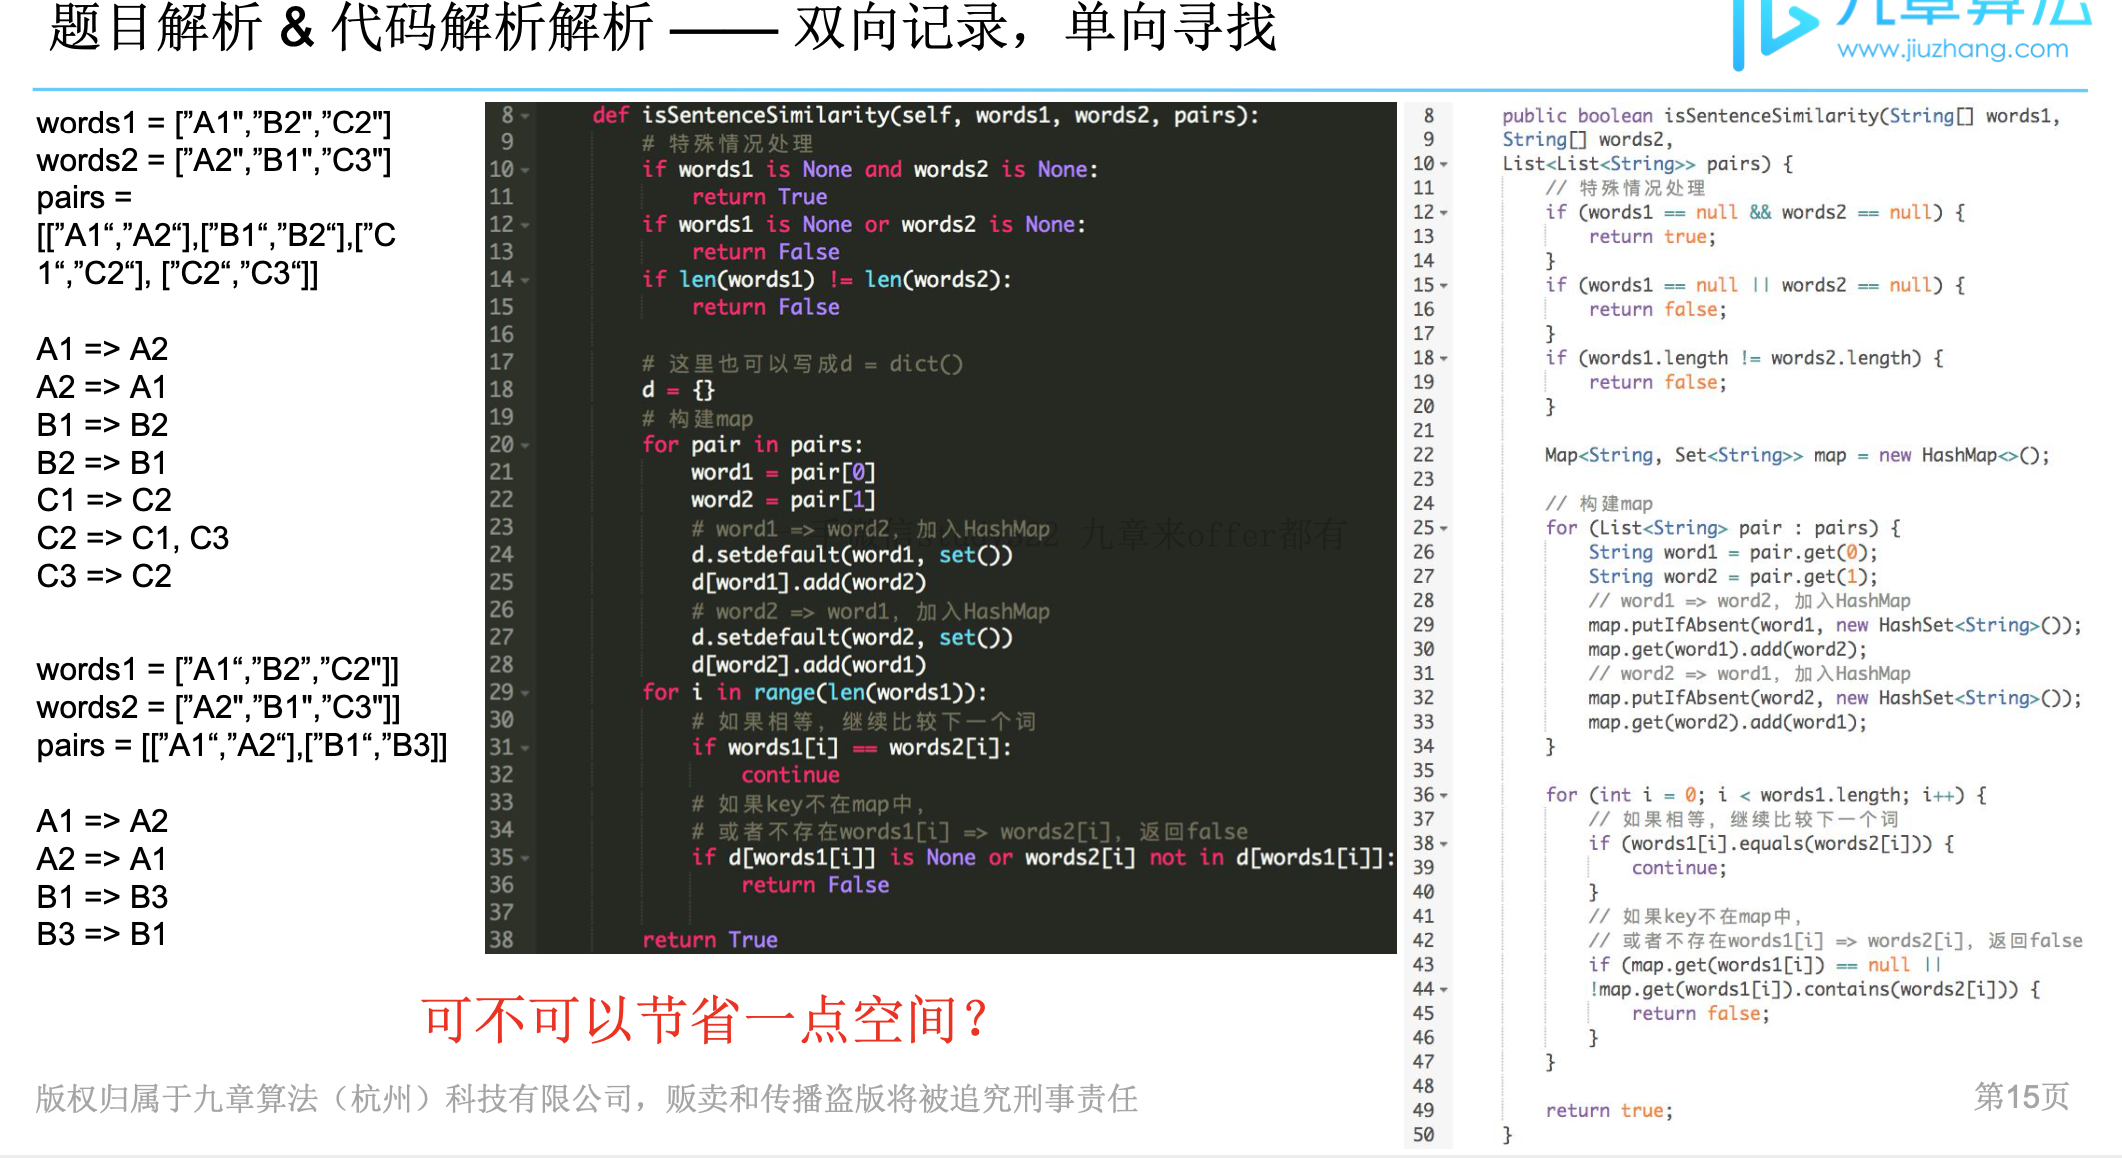 题目解析 & 代码解析解析 —— 双向记录，单向寻找
九章算法
www.jiuzhang.com
words1 = [”A1",”B2",”C2"]
words2 = [”A2",”B1",”C3"]
pairs =
[[”A1“,”A2“],[”B1“,”B2“],[”C
1“,”C2“], [”C2“,”C3“]]
A1 => A2
A2 => A1
B1 => B2
B2 => B1
C1 => C2
C2 => C1, C3
C3 => C2
words1 = [”A1“,”B2”,”C2"]]
words2 = [”A2",”B1",”C3"]]
pairs = [[”A1“,”A2“],[”B1“,”B3]]
A1 => A2
A2 => A1
B1 => B3
B3 => B1
8 def isSentenceSimilarity(self, words1, words2, pairs):
9 # 特殊情况处理
10 if words1 is None and words2 is None:
11 return True
12 if words1 is None or words2 is None:
13 return False
14 if len(words1) != len(words2):
15 return False
16
17 # 这里也可以写成d = dict()
18 d = {}
19 # 构建map
20 for pair in pairs:
21 word1 = pair[0]
22 word2 = pair[1]
23 # word1 => word2，加入HashMap
24 d.setdefault(word1, set())
25 d[word1].add(word2)
26 # word2 => word1，加入HashMap
27 d.setdefault(word2, set())
28 d[word2].add(word1)
29 for i in range(len(words1)):
30 # 如果相等，继续比较下一个词
31 if words1[i] == words2[i]:
32 continue
33 # 如果key不在map中，
34 # 或者不存在words1[i] => words2[i]，返回false
35 if d[words1[i]] is None or words2[i] not in d[words1[i]]:
36 return False
37
38 return True
九章来offer都有
8 public boolean isSentenceSimilarity(String[] words1,
9 String[] words2,
10 List<List<String>> pairs) {
11 // 特殊情况处理
12 if (words1 == null && words2 == null) {
13 return true;
14 }
15 if (words1 == null || words2 == null) {
16 return false;
17 }
18 if (words1.length != words2.length) {
19 return false;
20 }
21
22 Map<String, Set<String>> map = new HashMap<>();
23
24 // 构建map
25 for (List<String> pair : pairs) {
26 String word1 = pair.get(0);
27 String word2 = pair.get(1);
28 // word1 => word2，加入HashMap
29 map.putIfAbsent(word1, new HashSet<String>());
30 map.get(word1).add(word2);
31 // word2 => word1，加入HashMap
32 map.putIfAbsent(word2, new HashSet<String>());
33 map.get(word2).add(word1);
34 }
35
36 for (int i = 0; i < words1.length; i++) {
37 // 如果相等，继续比较下一个词
38 if (words1[i].equals(words2[i])) {
39 continue;
40 }
41 // 如果key不在map中，
42 // 或者不存在words1[i] => words2[i]，返回false
43 if (map.get(words1[i]) == null ||
44 !map.get(words1[i]).contains(words2[i])) {
45 return false;
46 }
47 }
48
49 return true;
50 }
可不可以节省一点空间？
版权归属于九章算法（杭州）科技有限公司，贩卖和传播盗版将被追究刑事责任
第15页